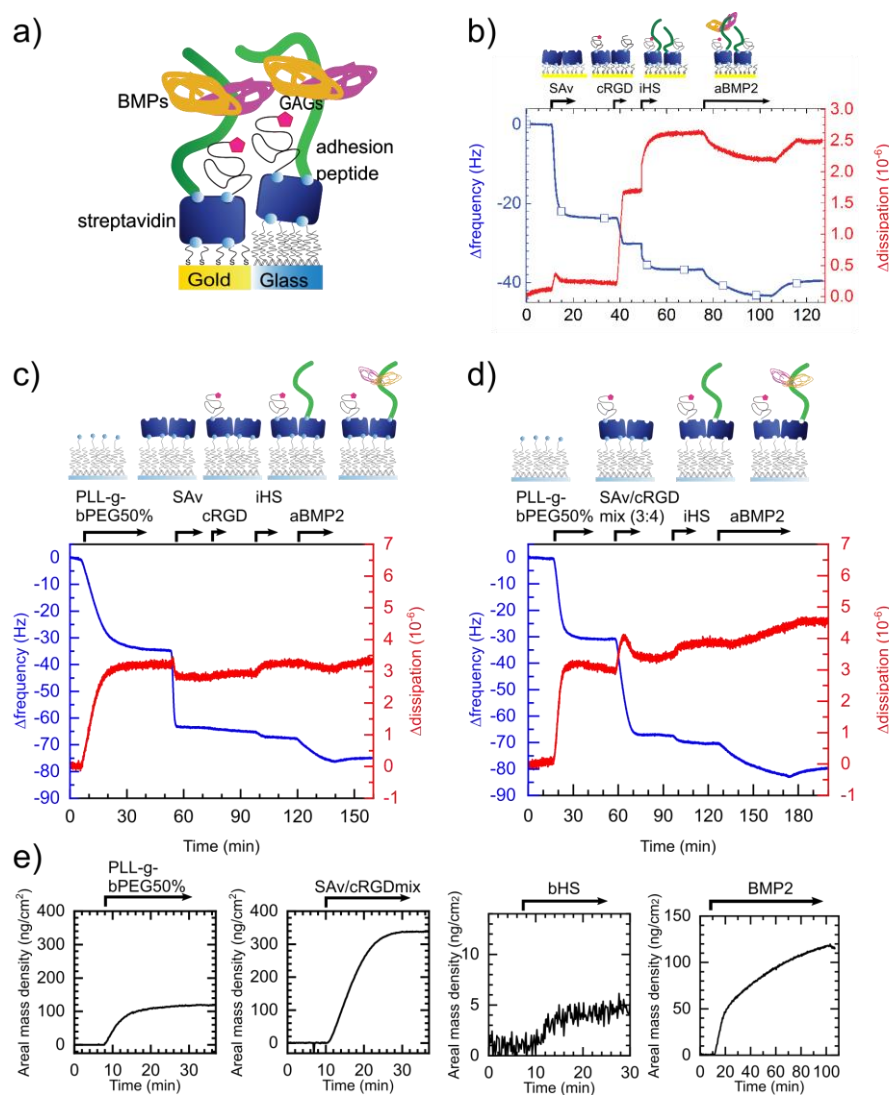 a)
BMPs
GAGs
adhesion
peptide
streptavidin
Gold
Glass
b)
SAv
cRGD
iHS
aBMP2
Δfrequency (Hz)
0
-20
-40
3.0
2.5
2.0
1.5
1.0
0.5
0.0
Δdissipation (10-6)
0 20 40 60 80 100 120
c)
PLL-g-
bPEG50%
SAv
cRGD
iHS
aBMP2
Δfrequency (Hz)
0
-10
-20
-30
-40
-50
-60
-70
-80
-90
7
6
5
4
3
2
1
0
-1
Δdissipation (10-6)
0 30 60 90 120 150
Time (min)
d)
PLL-g-
bPEG50%
SAv/cRGD
mix (3:4)
iHS
aBMP2
Δfrequency (Hz)
0
-10
-20
-30
-40
-50
-60
-70
-80
-90
7
6
5
4
3
2
1
0
-1
Δdissipation (10-6)
0 30 60 90 120 150 180
Time (min)
e)
PLL-g-
bPEG50%
Areal mass density (ng/cm2)
400
300
200
100
0
0 10 20 30
Time (min)
SAv/cRGDmix
Areal mass density (ng/cm2)
400
300
200
100
0
0 10 20 30
Time (min)
bHS
Areal mass density (ng/cm2)
10
5
0
0 10 20 30
Time (min)
BMP2
Areal mass density (ng/cm2)
150
100
50
0
0 20 40 60 80 100
Time (min)